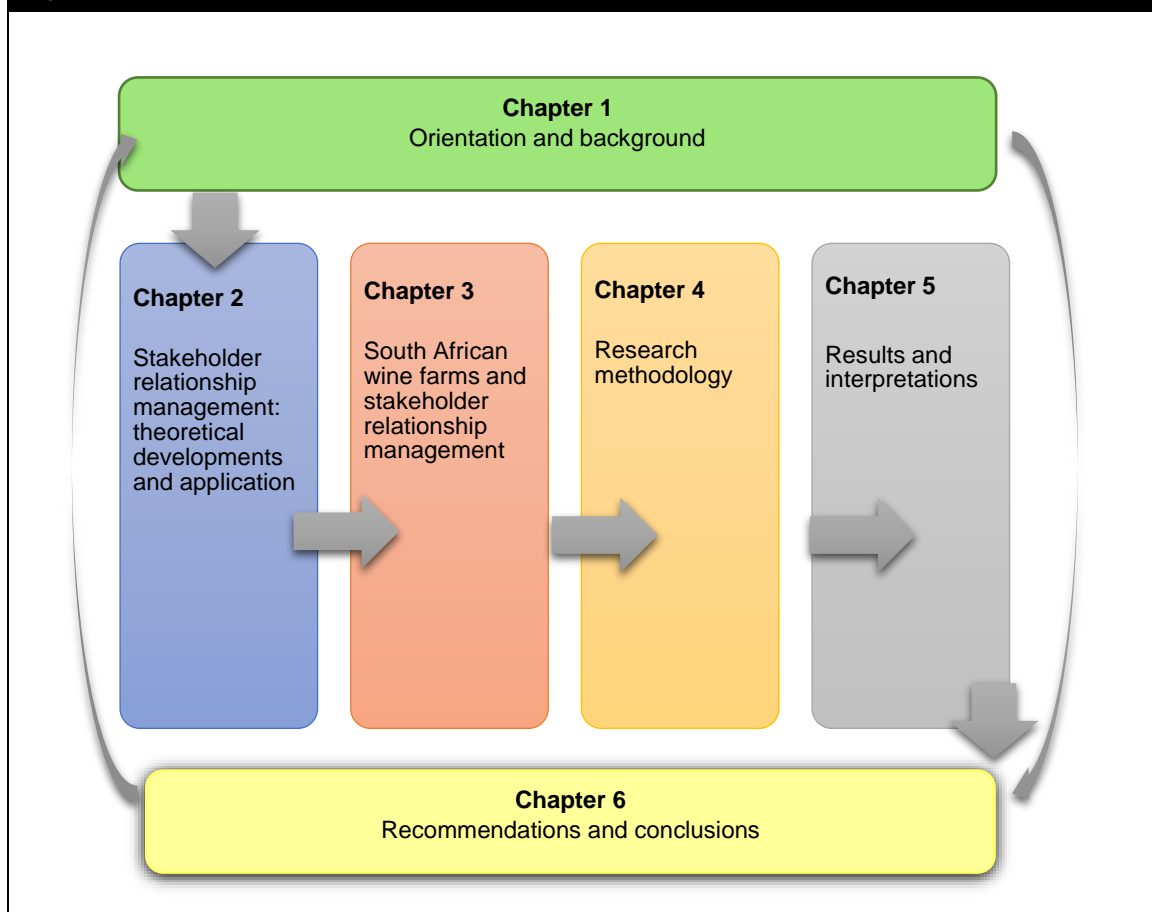 Chapter 1
Orientation and background
Chapter 2
Stakeholder
relationship
management:
theoretical
developments
and application
Chapter 3
South African
wine farms and
stakeholder
relationship
management
Chapter 4
Research
methodology
Chapter 5
Results and
interpretations
Chapter 6
Recommendations and conclusions